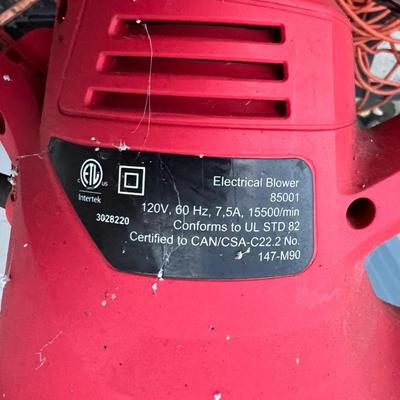 ETL us
Intertek
3028220
Electrical Blower
85001
120V, 60 Hz, 7,5A, 15500/min
Conforms to UL STD 82
Certified to CAN/CSA-C22.2 No.
147-M90